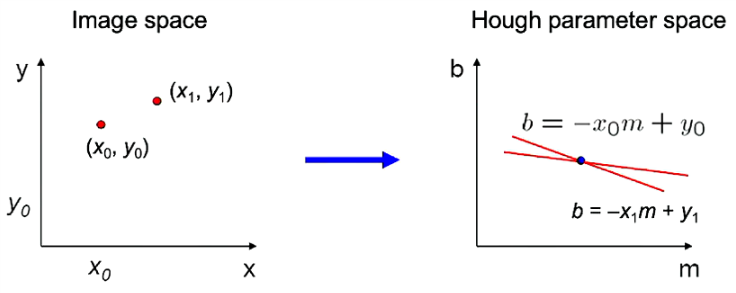 Image space
y
(x₁, y₁)
(x₀, y₀)
y₀
x₀
x
Hough parameter space
b
b = −x₀m + y₀
b = –x₁m + y₁
m